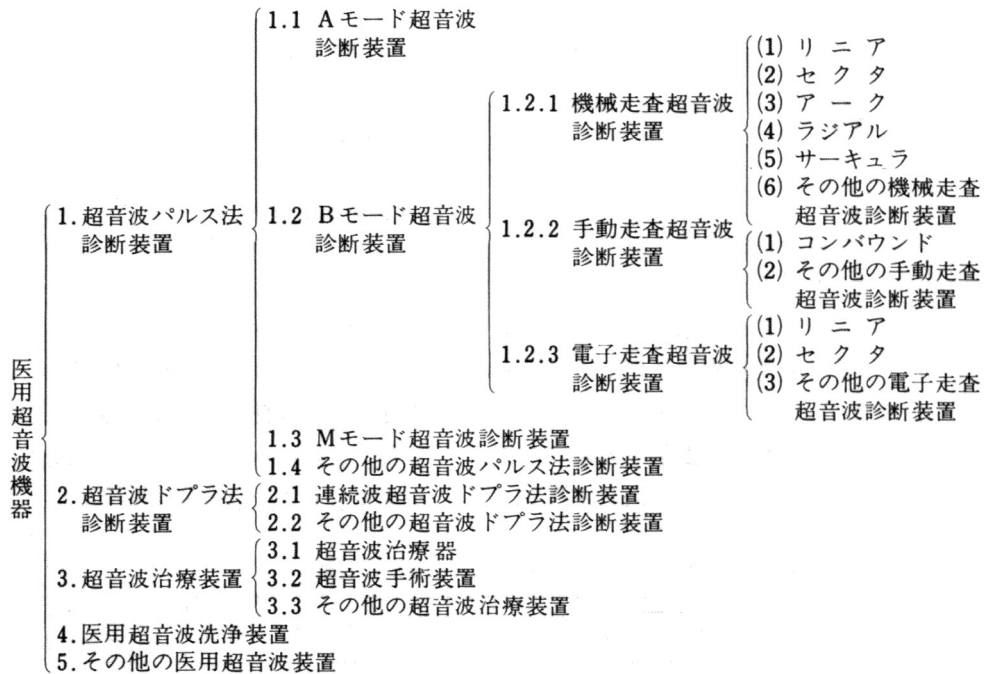 医用超音波機器
1.超音波パルス法
診断装置
1.1 Aモード超音波
診断装置
1.2 Bモード超音波
診断装置
1.2.1 機械走査超音波
診断装置
(1) リニア
(2) セクタ
(3) アーク
(4) ラジアル
(5) サーキュラ
(6) その他の機械走査
超音波診断装置
1.2.2 手動走査超音波
診断装置
(1) コンバウンド
(2) その他の手動走査
超音波診断装置
1.2.3 電子走査超音波
診断装置
(1) リニア
(2) セクタ
(3) その他の電子走査
超音波診断装置
1.3 Mモード超音波診断装置
1.4 その他の超音波パルス法診断装置
2.超音波ドプラ法
診断装置
2.1 連続波超音波ドプラ法診断装置
2.2 その他の超音波ドプラ法診断装置
3.超音波治療装置
3.1 超音波治療器
3.2 超音波手術装置
3.3 その他の超音波治療装置
4.医用超音波洗浄装置
5.その他の医用超音波装置